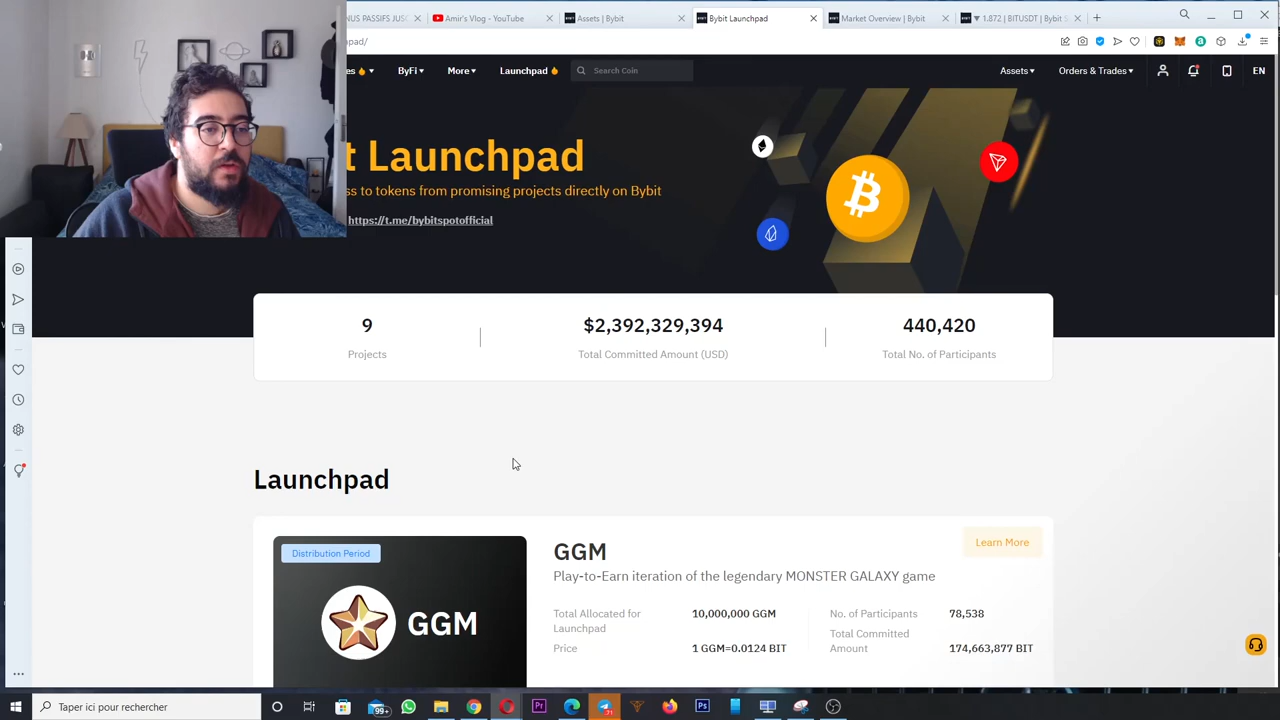 NUS PASSIFS JUS
Amir's Vlog - YouTube
Assets | Bybit
Bybit Launchpad
Market Overview | Bybit
▼ 1.872 | BITUSDT | Bybit S
pad/
ByFi
More
Launchpad
Search Coin
Assets
Orders & Trades
EN
t Launchpad
ss to tokens from promising projects directly on Bybit
https://t.me/bybitspotofficial
9
$2,392,329,394
440,420
Projects
Total Committed Amount (USD)
Total No. of Participants
Launchpad
Distribution Period
GGM
GGM
Learn More
Play-to-Earn iteration of the legendary MONSTER GALAXY game
Total Allocated for Launchpad
10,000,000 GGM
No. of Participants
78,538
Price
1 GGM=0.0124 BIT
Total Committed Amount
174,663,877 BIT
Taper ici pour rechercher
99+
Pr
Ps